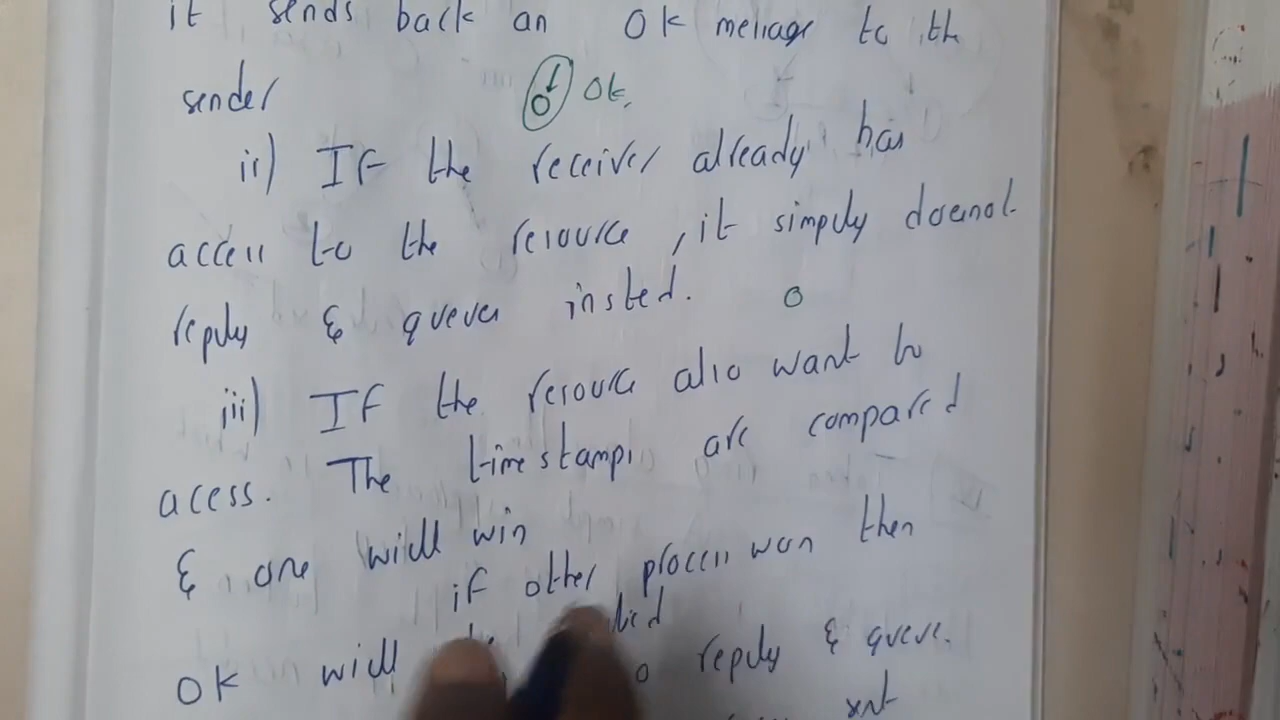 it sends back an OK message to th
sender OK.
ii) IF the receiver already has
access to the resource, it simply doesnot
reply & queues insted.
iii) IF the resource also want to
acess. The timestamps are compared
& one will win
if other process won then
OK will
reply & queue.